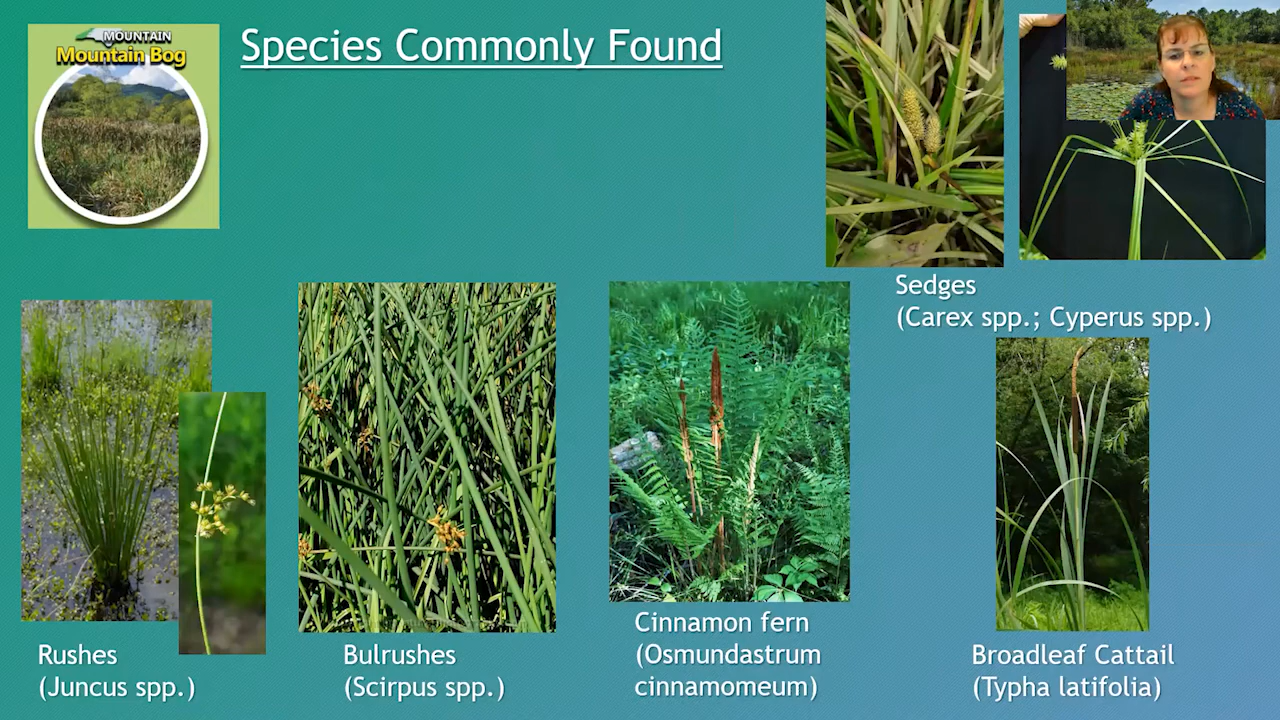 MOUNTAIN
Mountain Bog
Species Commonly Found
Sedges
(Carex spp.; Cyperus spp.)
Rushes
(Juncus spp.)
Bulrushes
(Scirpus spp.)
Cinnamon fern
(Osmundastrum
cinnamomeum)
Broadleaf Cattail
(Typha latifolia)